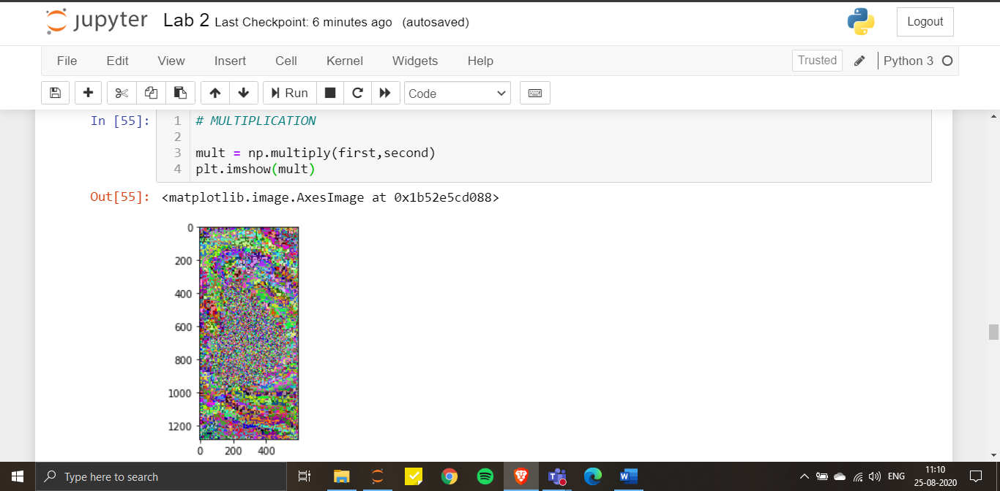 jupyter Lab 2 Last Checkpoint: 6 minutes ago (autosaved) Logout
File Edit View Insert Cell Kernel Widgets Help Trusted Python 3
Run Code
In [55]: 1 # MULTIPLICATION
2
3 mult = np.multiply(first,second)
4 plt.imshow(mult)
Out[55]: <matplotlib.image.AxesImage at 0x1b52e5cd088>
0
200
400
600
800
1000
1200
0 200 400
Type here to search ENG 11:10
25-08-2020